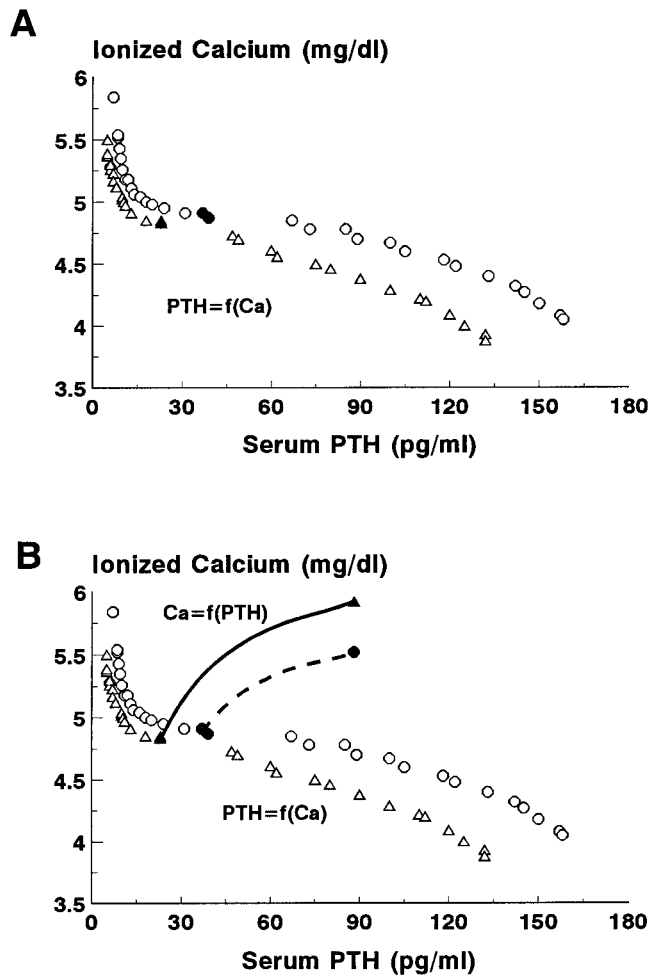 A
Ionized Calcium (mg/dl)
6
5.5
5
4.5
4
3.5
PTH=f(Ca)
0 30 60 90 120 150 180
Serum PTH (pg/ml)
B
Ionized Calcium (mg/dl)
6
5.5
5
4.5
4
3.5
Ca=f(PTH)
PTH=f(Ca)
0 30 60 90 120 150 180
Serum PTH (pg/ml)